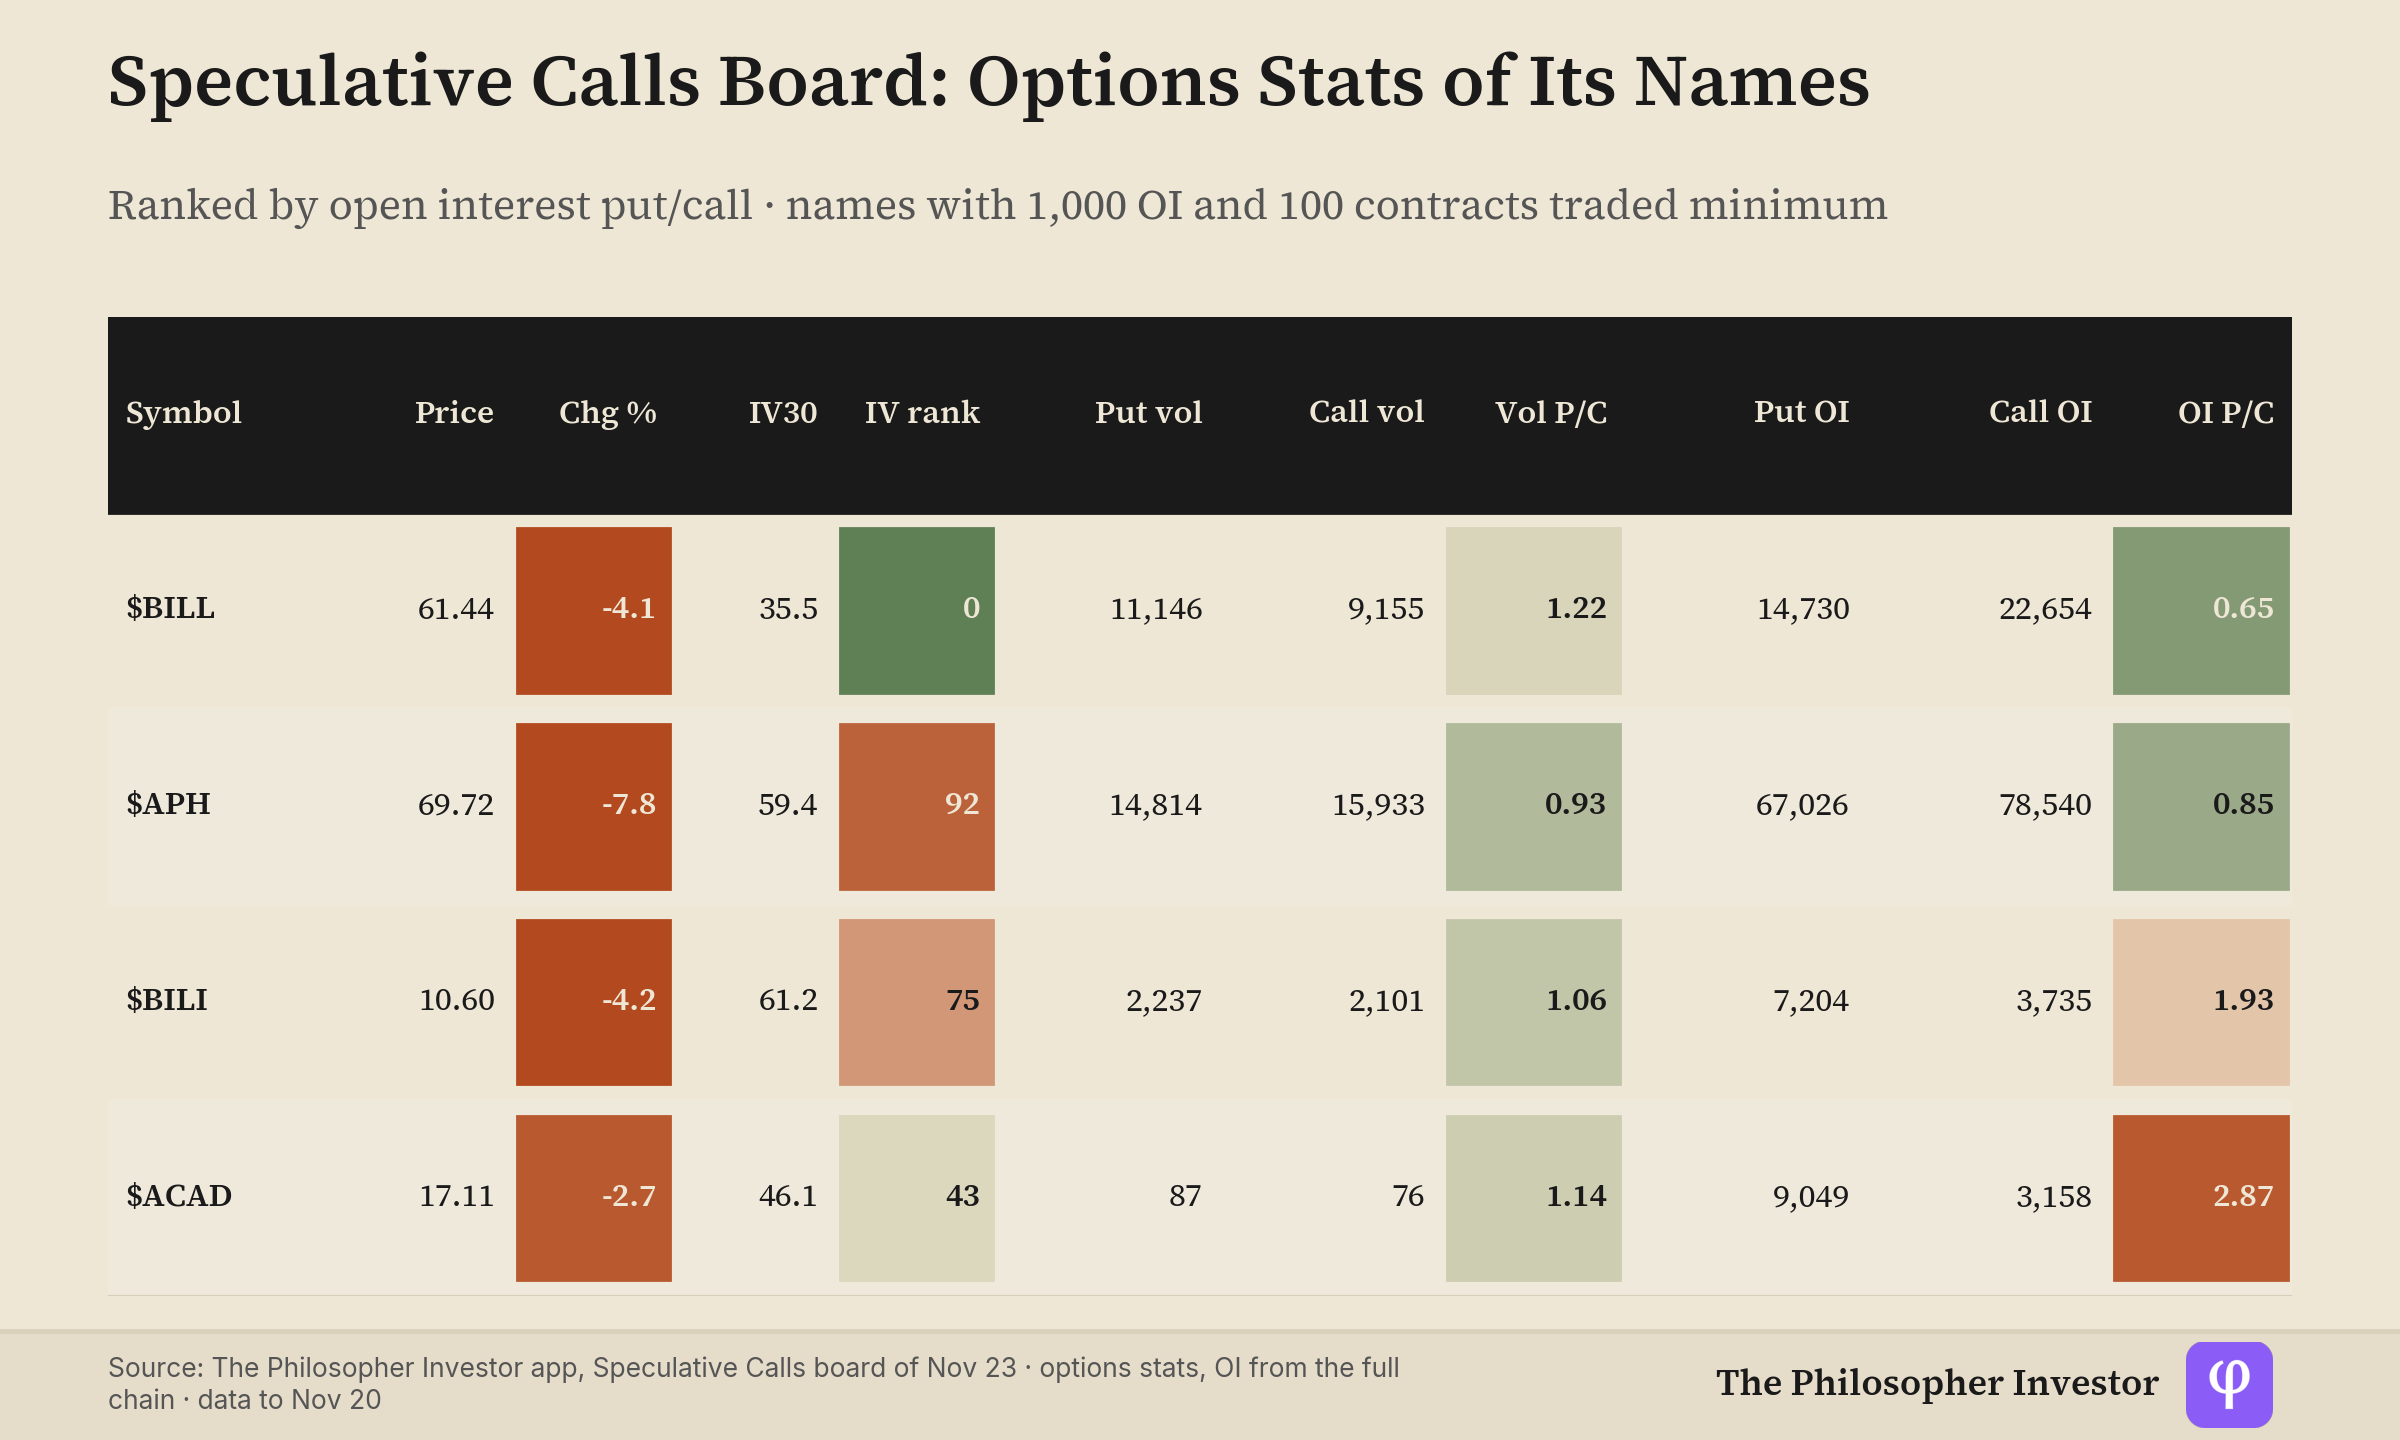 Speculative Calls Board: Options Stats of Its Names
Ranked by open interest put/call · names with 1,000 OI and 100 contracts traded minimum
Symbol Price Chg % IV30 IV rank Put vol Call vol Vol P/C Put OI Call OI OI P/C
$BILL 61.44 -4.1 35.5 0 11,146 9,155 1.22 14,730 22,654 0.65
$APH 69.72 -7.8 59.4 92 14,814 15,933 0.93 67,026 78,540 0.85
$BILI 10.60 -4.2 61.2 75 2,237 2,101 1.06 7,204 3,735 1.93
$ACAD 17.11 -2.7 46.1 43 87 76 1.14 9,049 3,158 2.87
Source: The Philosopher Investor app, Speculative Calls board of Nov 23 · options stats, OI from the full
chain · data to Nov 20
The Philosopher Investor φ